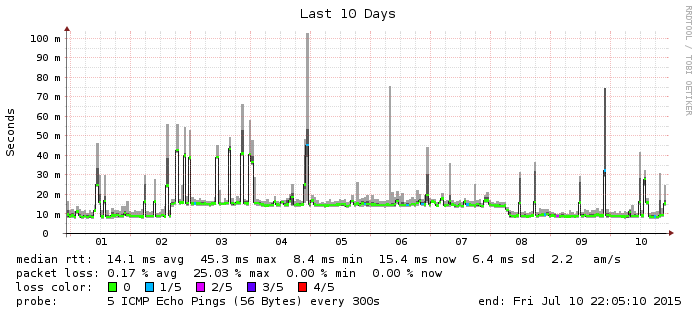 Last 10 Days
RRDTOOL / TOBI OETIKER
Seconds
100 m
90 m
80 m
70 m
60 m
50 m
40 m
30 m
20 m
10 m
0
01 02 03 04 05 06 07 08 09 10
median rtt: 14.1 ms avg 45.3 ms max 8.4 ms min 15.4 ms now 6.4 ms sd 2.2 am/s
packet loss: 0.17 % avg 25.03 % max 0.00 % min 0.00 % now
loss color: 0 1/5 2/5 3/5 4/5
probe: 5 ICMP Echo Pings (56 Bytes) every 300s end: Fri Jul 10 22:05:10 2015